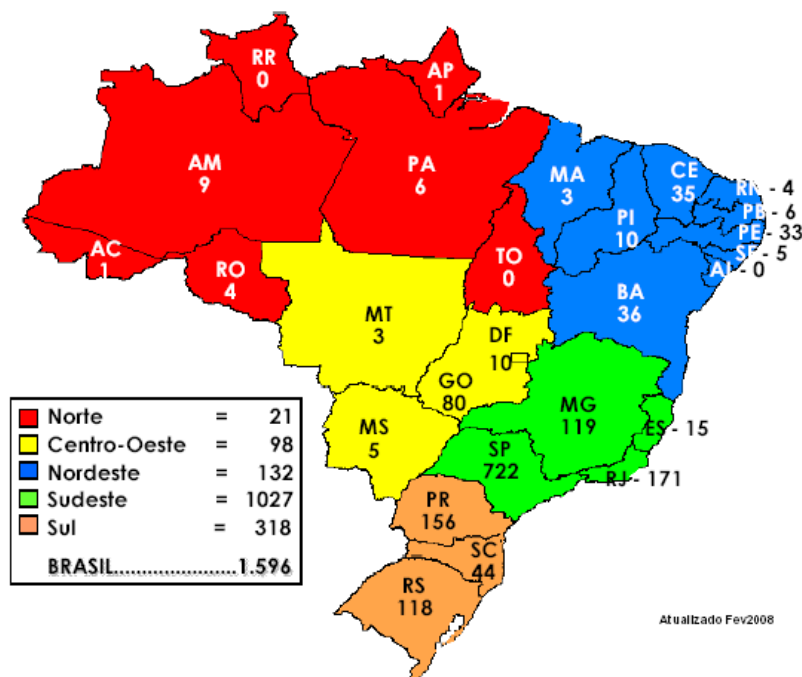 RR
0
AP
1
AM
9
PA
6
MA
3
CE
35
RN - 4
PB - 6
PI
10
PE - 33
SE - 5
AL - 0
AC
1
RO
4
TO
0
BA
36
MT
3
DF
10
GO
80
MG
119
ES - 15
MS
5
SP
722
RJ - 171
PR
156
SC
44
RS
118
Norte = 21
Centro-Oeste = 98
Nordeste = 132
Sudeste = 1027
Sul = 318
BRASIL......................1.596
Atualizado Fev2008